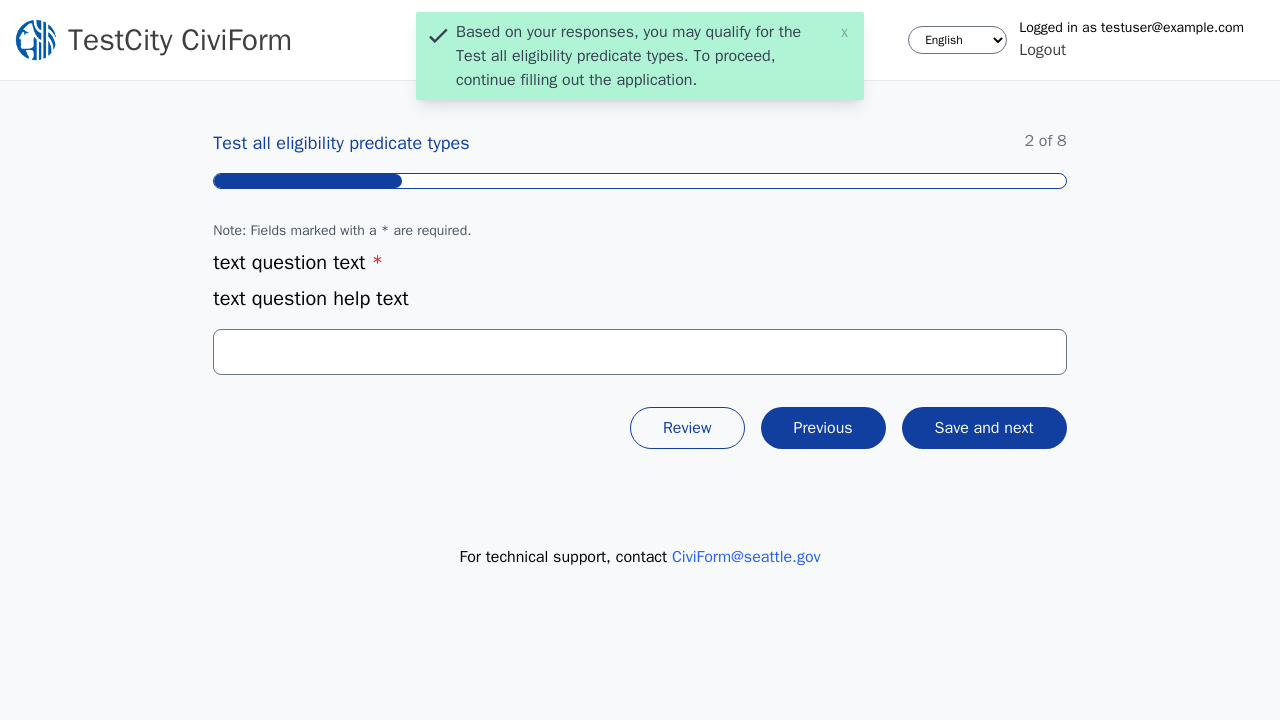 TestCity CiviForm
Based on your responses, you may qualify for the
Test all eligibility predicate types. To proceed,
continue filling out the application.
x
English
Logged in as testuser@example.com
Logout
Test all eligibility predicate types
2 of 8
Note: Fields marked with a * are required.
text question text *
text question help text
Review
Previous
Save and next
For technical support, contact CiviForm@seattle.gov